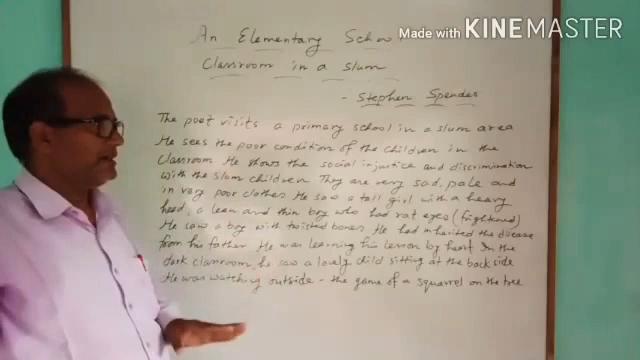 An Elementary School
Made with KINEMASTER
Classroom in a Slum
- Stephen Spender
The poet visits a primary school in a slum area
He sees the poor condition of the children in the
classroom. He shows the social injustice and discrimination
with the slum children. They are very sad, pale and
in very poor clothes. He saw a tall girl with a heavy
head, a lean and thin boy who had rat eyes (frightened)
He saw a boy with twisted bones. He had inherited the disease
from his father. He was learning his lesson by heart. In the
dark classroom, he saw a lovely child sitting at the back side
He was watching outside - the game of a squarrel on the tree